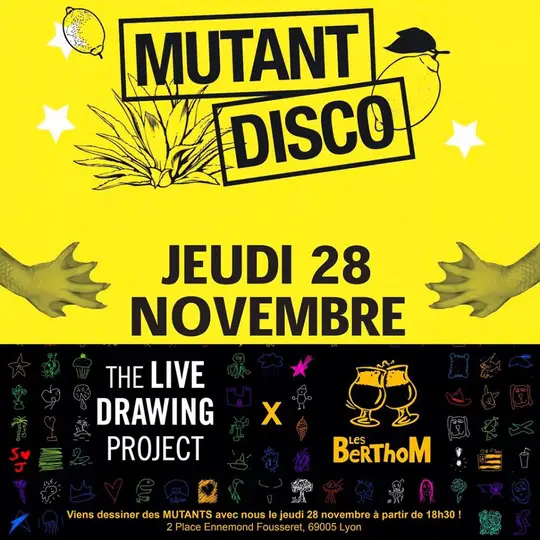 MUTANT
DISCO
JEUDI 28
NOVEMBRE
THE LIVE
DRAWING
PROJECT
X
LES
BERTHOM
S♥
J
Viens dessiner des MUTANTS avec nous le jeudi 28 novembre à partir de 18h30 !
2 Place Ennemond Fousseret, 69005 Lyon